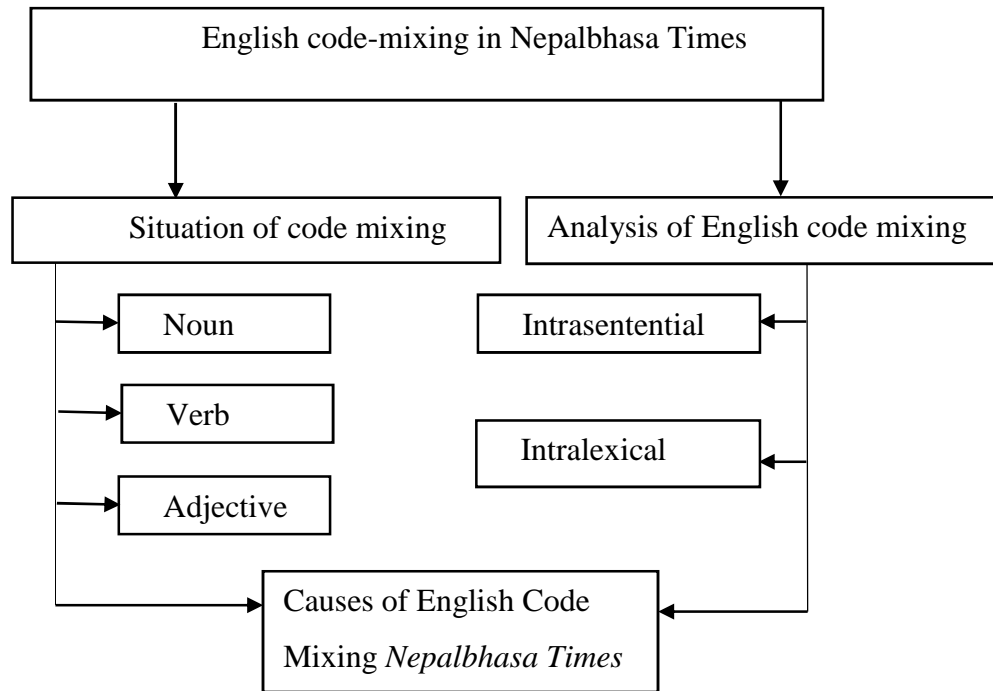 English code-mixing in Nepalbhasa Times
Situation of code mixing
Analysis of English code mixing
Noun
Intrasentential
Verb
Intralexical
Adjective
Causes of English Code
Mixing Nepalbhasa Times